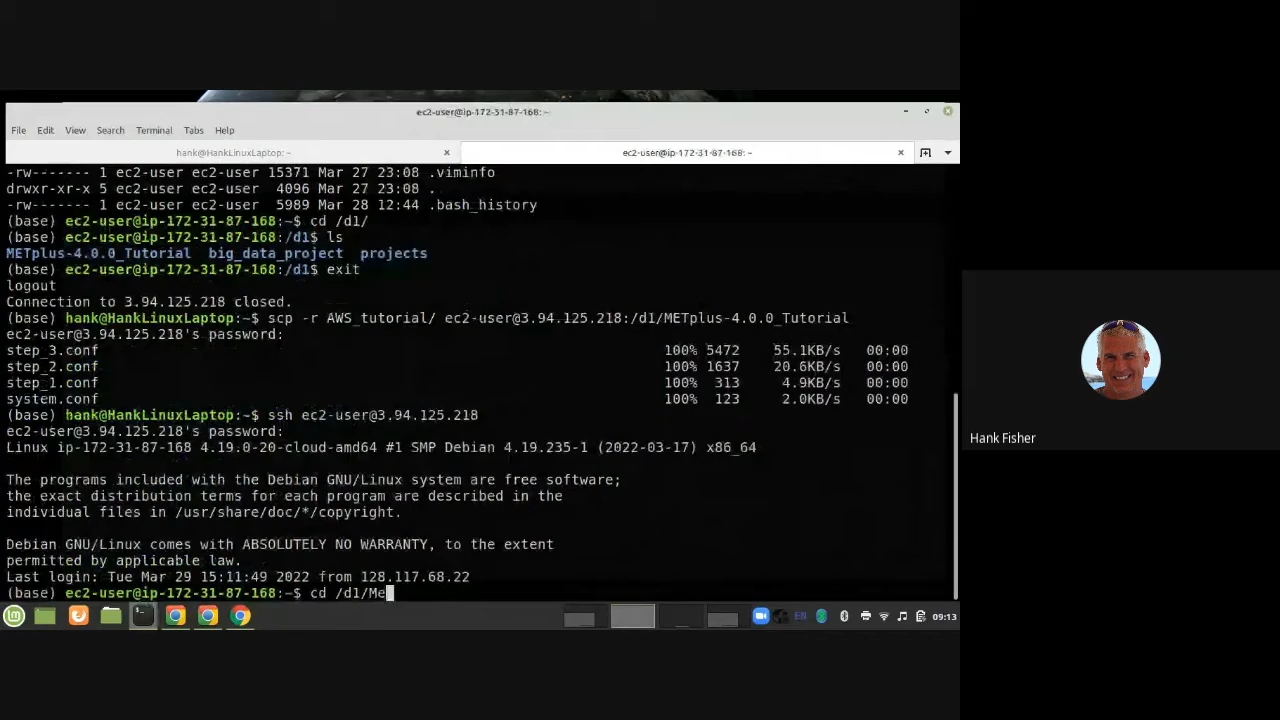 ec2-user@ip-172-31-87-168: ~
File Edit View Search Terminal Tabs Help
hank@HankLinuxLaptop: ~
ec2-user@ip-172-31-87-168: ~
-rw------- 1 ec2-user ec2-user 15371 Mar 27 23:08 .viminfo
drwxr-xr-x 5 ec2-user ec2-user 4096 Mar 27 23:08 .
-rw------- 1 ec2-user ec2-user 5989 Mar 28 12:44 .bash_history
(base) ec2-user@ip-172-31-87-168:~$ cd /d1/
(base) ec2-user@ip-172-31-87-168:/d1$ ls
METplus-4.0.0_Tutorial big_data_project projects
(base) ec2-user@ip-172-31-87-168:/d1$ exit
logout
Connection to 3.94.125.218 closed.
(base) hank@HankLinuxLaptop:~$ scp -r AWS_tutorial/ ec2-user@3.94.125.218:/d1/METplus-4.0.0_Tutorial
ec2-user@3.94.125.218's password:
step_3.conf 100% 5472 55.1KB/s 00:00
step_2.conf 100% 1637 20.6KB/s 00:00
step_1.conf 100% 313 4.9KB/s 00:00
system.conf 100% 123 2.0KB/s 00:00
(base) hank@HankLinuxLaptop:~$ ssh ec2-user@3.94.125.218
ec2-user@3.94.125.218's password:
Linux ip-172-31-87-168 4.19.0-20-cloud-amd64 #1 SMP Debian 4.19.235-1 (2022-03-17) x86_64
The programs included with the Debian GNU/Linux system are free software;
the exact distribution terms for each program are described in the
individual files in /usr/share/doc/*/copyright.
Debian GNU/Linux comes with ABSOLUTELY NO WARRANTY, to the extent
permitted by applicable law.
Last login: Tue Mar 29 15:11:49 2022 from 128.117.68.22
(base) ec2-user@ip-172-31-87-168:~$ cd /d1/Me
EN 09:13
Hank Fisher